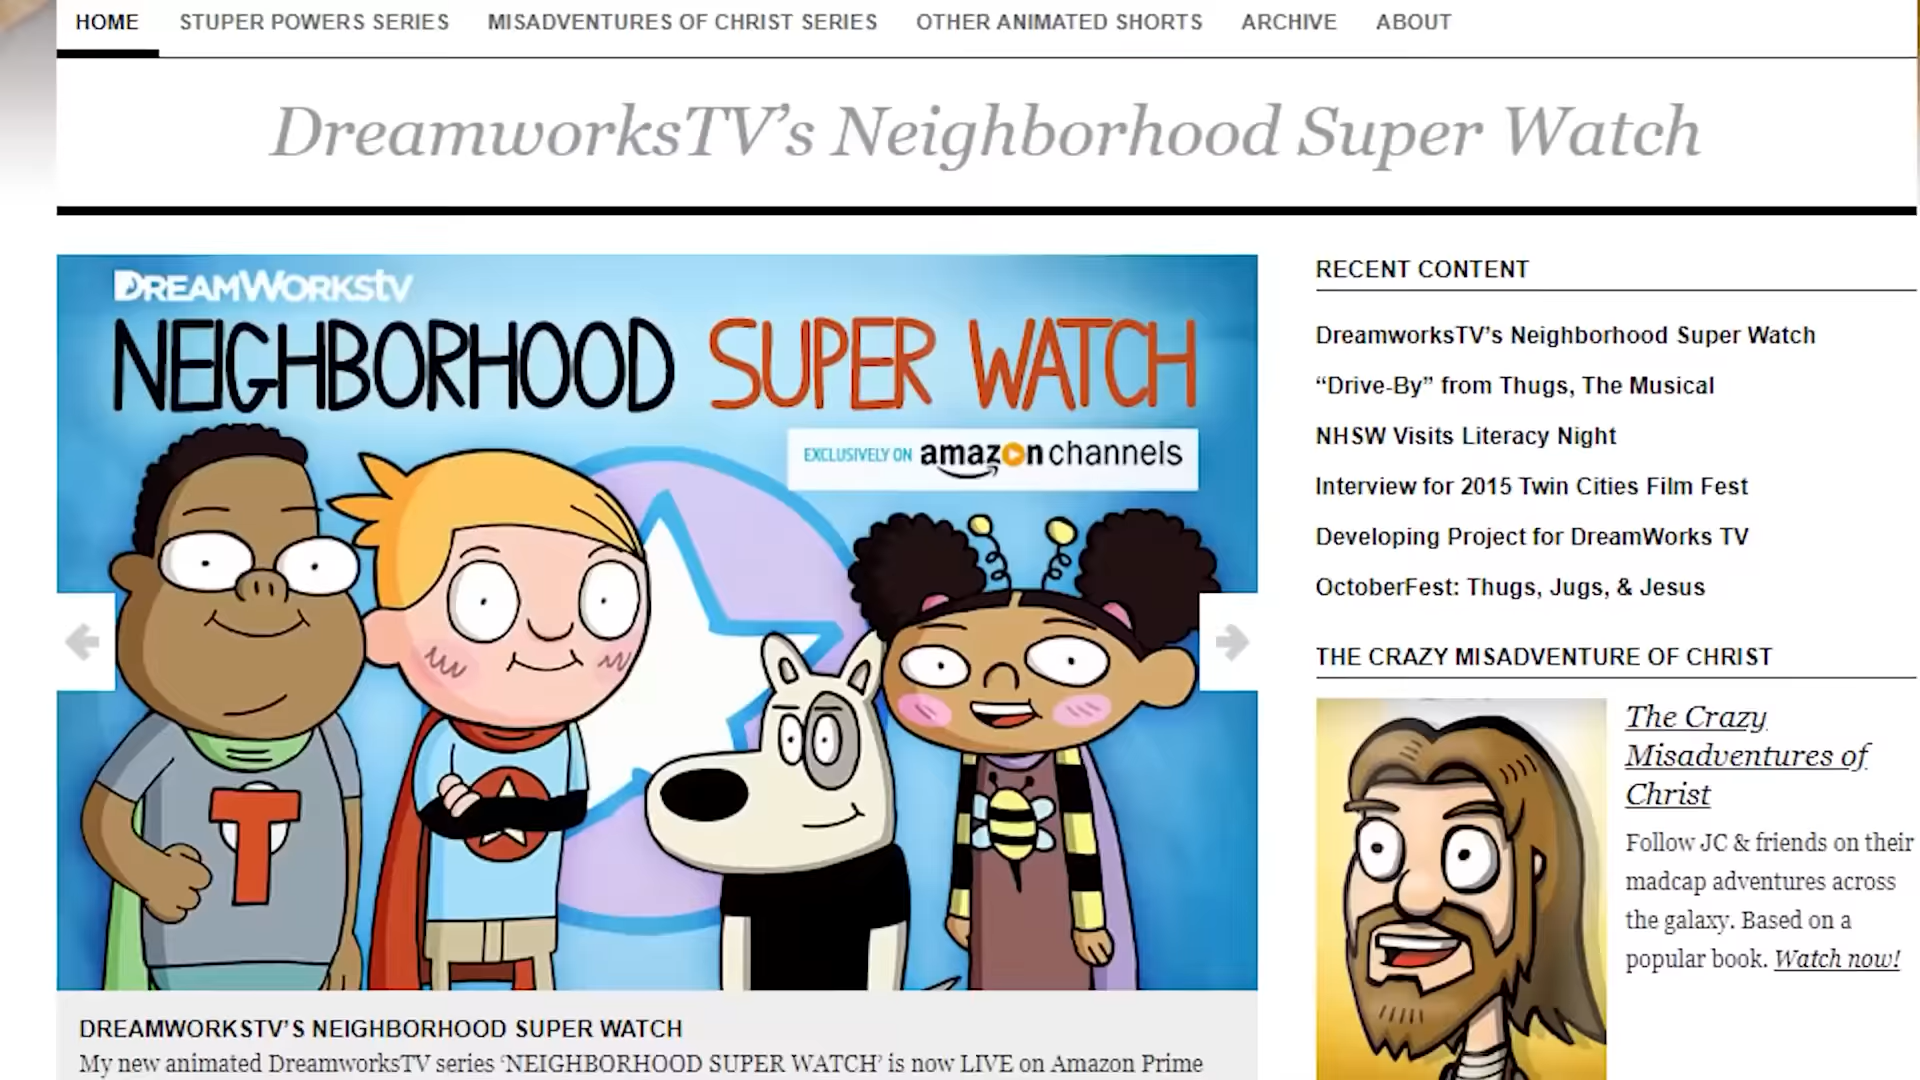 HOME STUPER POWERS SERIES MISADVENTURES OF CHRIST SERIES OTHER ANIMATED SHORTS ARCHIVE ABOUT
DreamworksTV’s Neighborhood Super Watch
DREAMWORKSTV
NEIGHBORHOOD SUPER WATCH
EXCLUSIVELY ON amazon channels
T
DREAMWORKSTV’S NEIGHBORHOOD SUPER WATCH
My new animated DreamworksTV series ‘NEIGHBORHOOD SUPER WATCH’ is now LIVE on Amazon Prime
RECENT CONTENT
DreamworksTV’s Neighborhood Super Watch
“Drive-By” from Thugs, The Musical
NHSW Visits Literacy Night
Interview for 2015 Twin Cities Film Fest
Developing Project for DreamWorks TV
OctoberFest: Thugs, Jugs, & Jesus
THE CRAZY MISADVENTURE OF CHRIST
The Crazy
Misadventures of
Christ
Follow JC & friends on their
madcap adventures across
the galaxy. Based on a
popular book. Watch now!